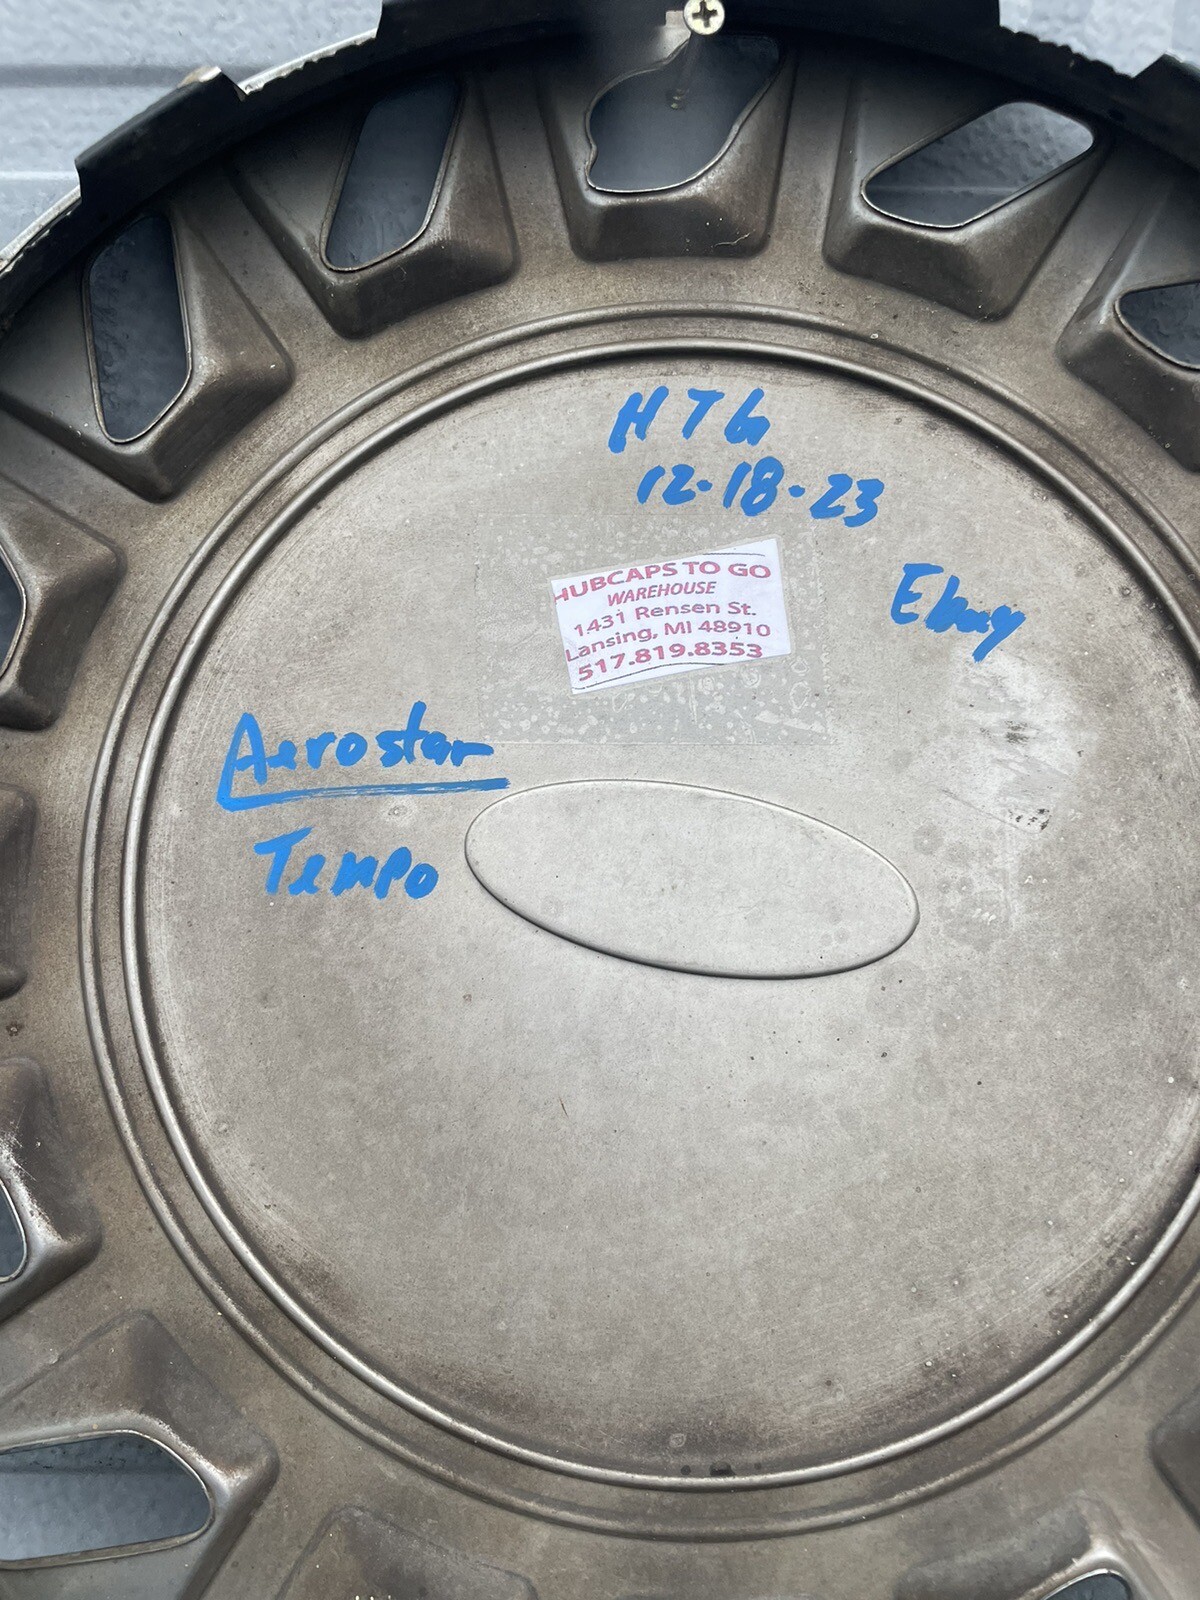 HTG
12-18-23
HUBCAPS TO GO
WAREHOUSE
1431 Rensen St.
Lansing, MI 48910
517.819.8353
Ebay
Aerostar
Tempo